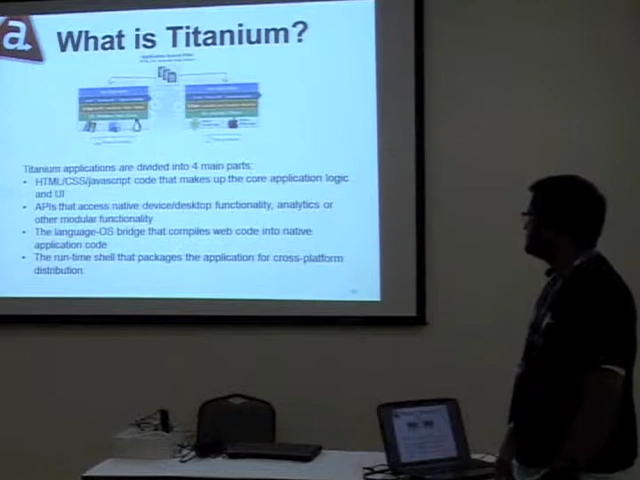 a
What is Titanium?
Titanium applications are divided into 4 main parts:
• HTML/CSS/javascript code that makes up the core application logic
and UI
• APIs that access native device/desktop functionality, analytics or
other modular functionality
• The language-OS bridge that compiles web code into native
application code
• The run-time shell that packages the application for cross-platform
distribution